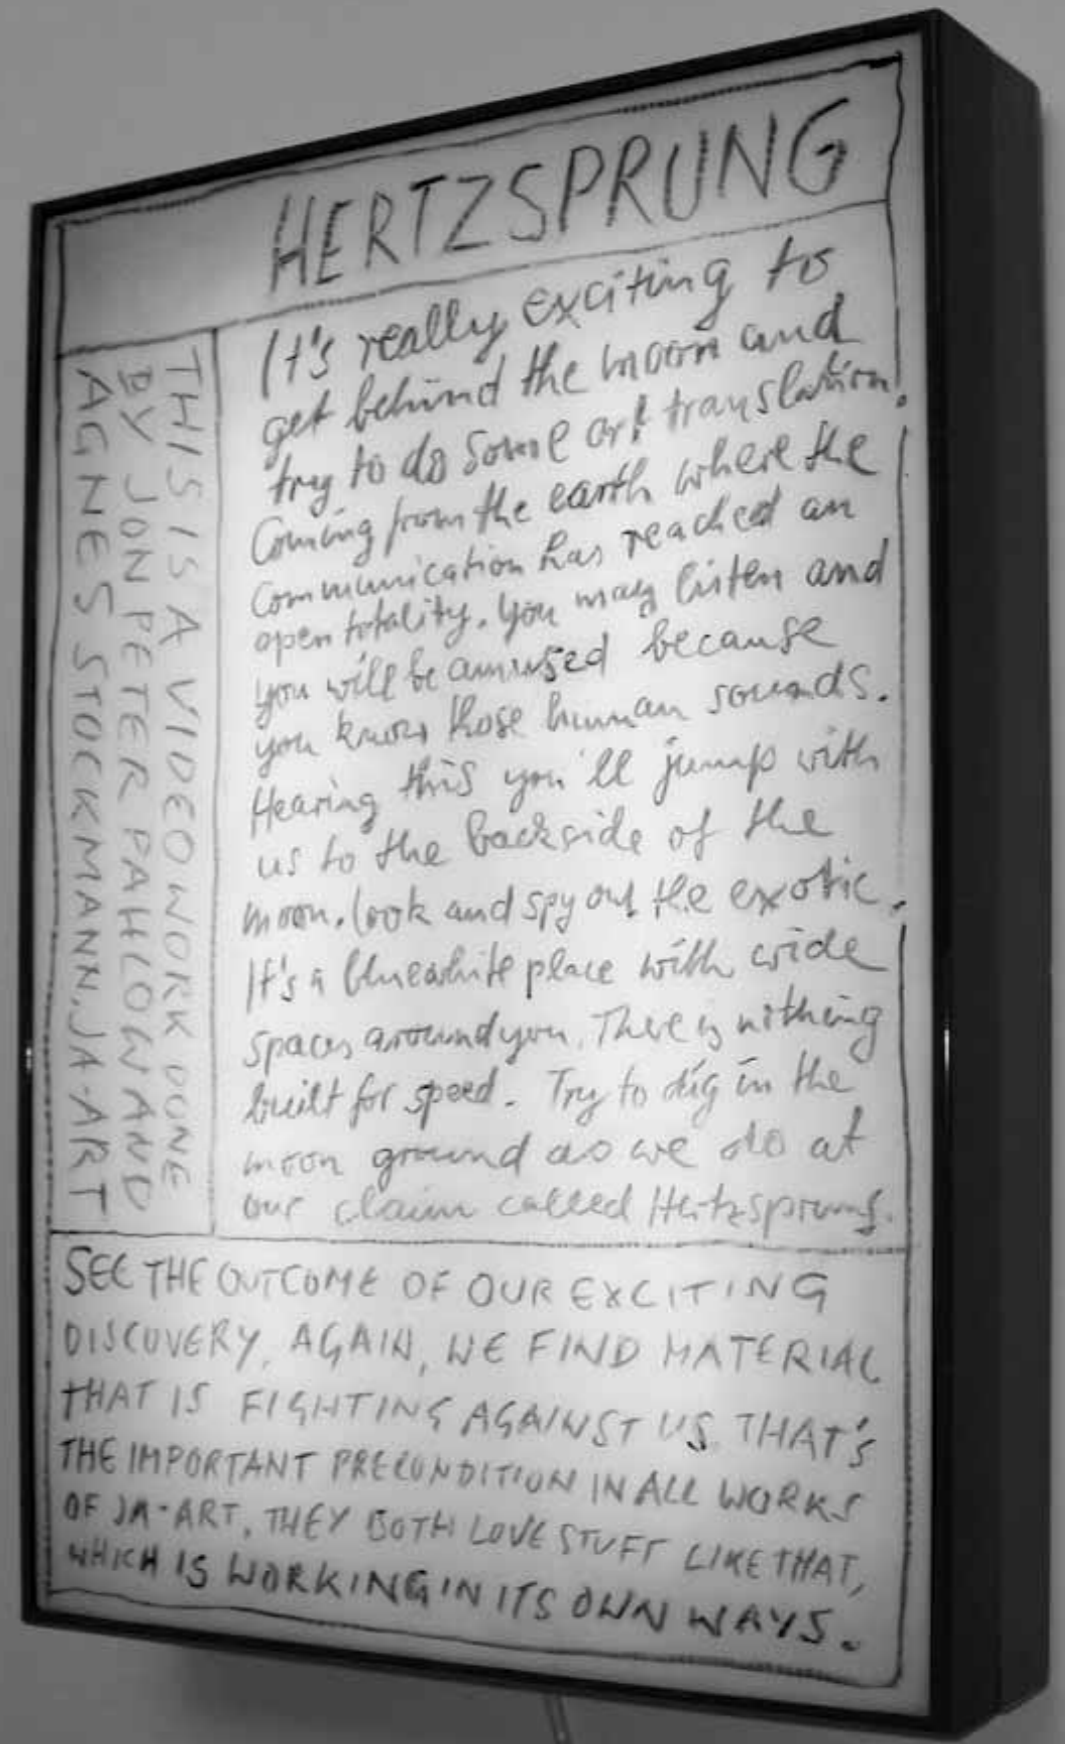 HERTZSPRUNG
THIS IS A VIDEOWORK DONE
BY JON PETER PAHLOW AND
AGNES STOCKMANN, JA-ART
It's really exciting to
get behind the moon and
try to do some art translation.
Coming from the earth where the
communication has reached an
open totality. You may listen and
you will be amused because
you know those human sounds.
Hearing this you'll jump with
us to the backside of the
moon. Look and spy out the exotic.
It's a bluewhite place with wide
spaces around you. There is nithing
built for speed. Try to dig in the
moon ground as we do at
our claim called Hertzsprung.
SEE THE OUTCOME OF OUR EXCITING
DISCOVERY. AGAIN, WE FIND MATERIAL
THAT IS FIGHTING AGAINST US. THAT'S
THE IMPORTANT PRECONDITION IN ALL WORKS
OF JA-ART. THEY BOTH LOVE STUFF LIKE THAT,
WHICH IS WORKING IN ITS OWN WAYS.